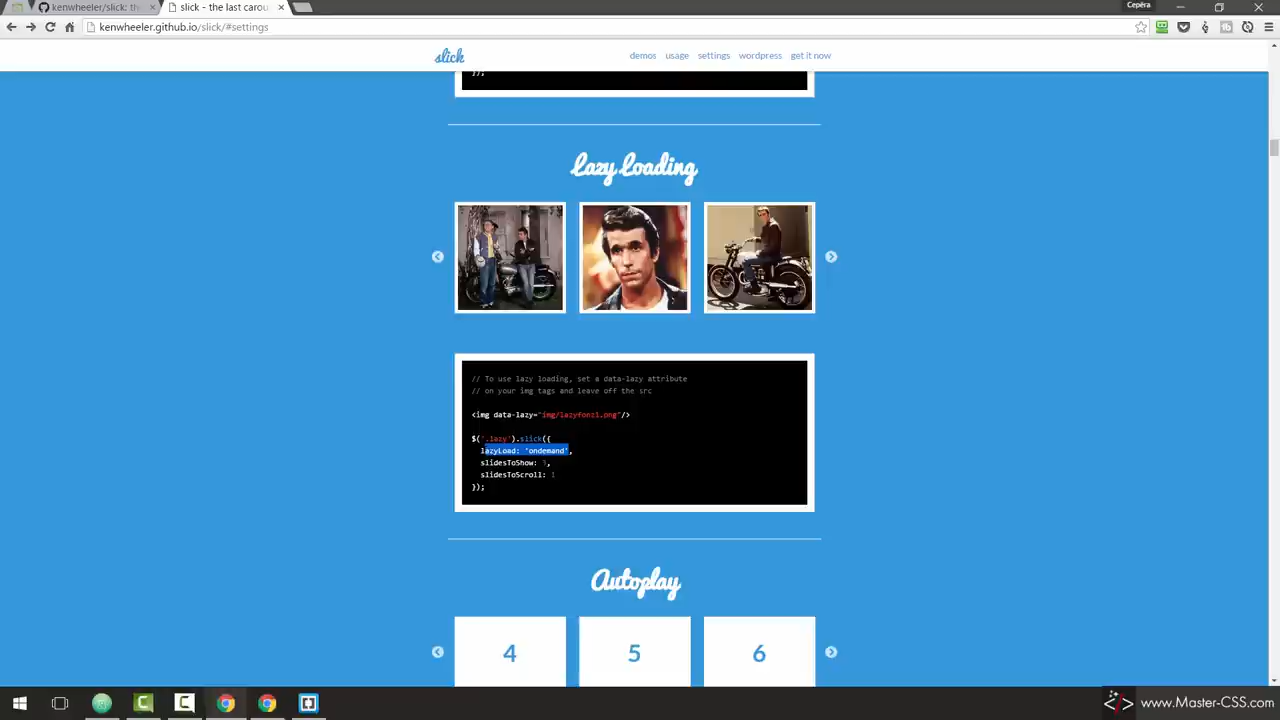 kenwheeler/slick: th
slick - the last carou
Серёга
kenwheeler.github.io/slick/#settings
slick
demos usage settings wordpress get it now
});
Lazy Loading
// To use lazy loading, set a data-lazy attribute
// on your img tags and leave off the src
<img data-lazy="img/lazyfonz1.png"/>
$('.lazy').slick({
lazyLoad: 'ondemand',
slidesToShow: 3,
slidesToScroll: 1
});
Autoplay
4 5 6
www.Master-CSS.com